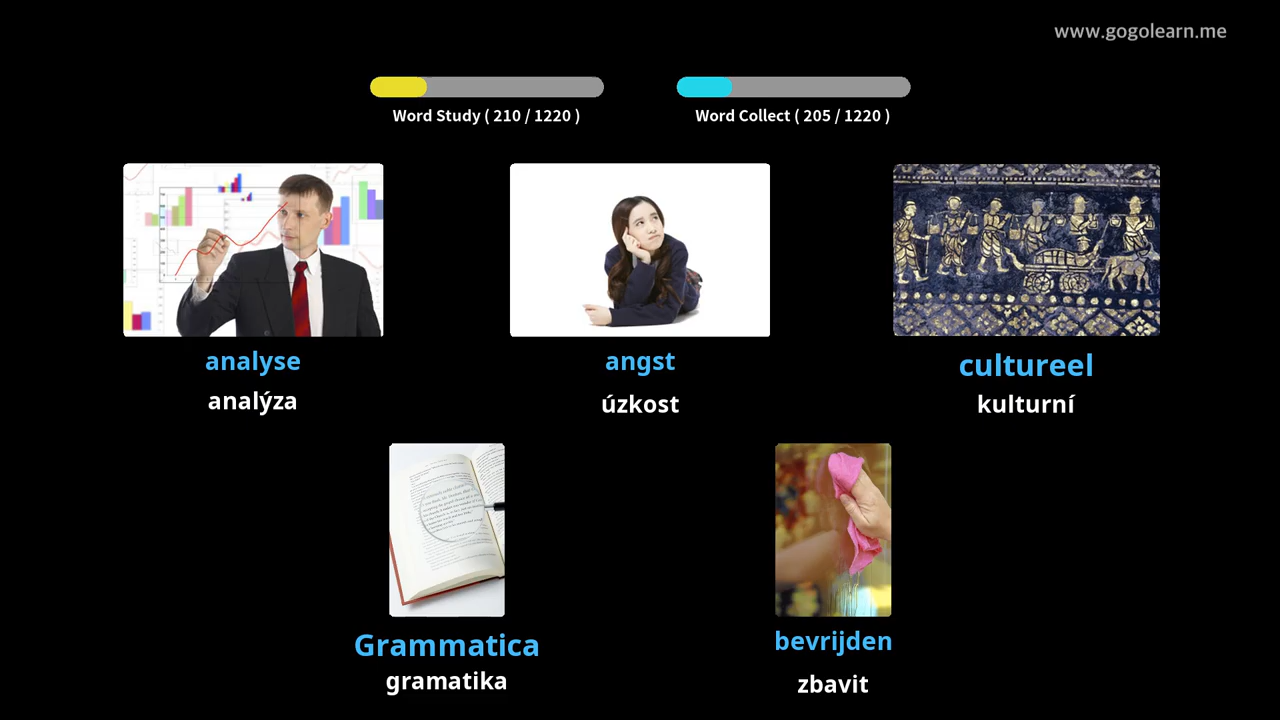 www.gogolearn.me
Word Study ( 210 / 1220 )
Word Collect ( 205 / 1220 )
analyse
angst
cultureel
analýza
úzkost
kulturní
Grammatica
bevrijden
gramatika
zbavit